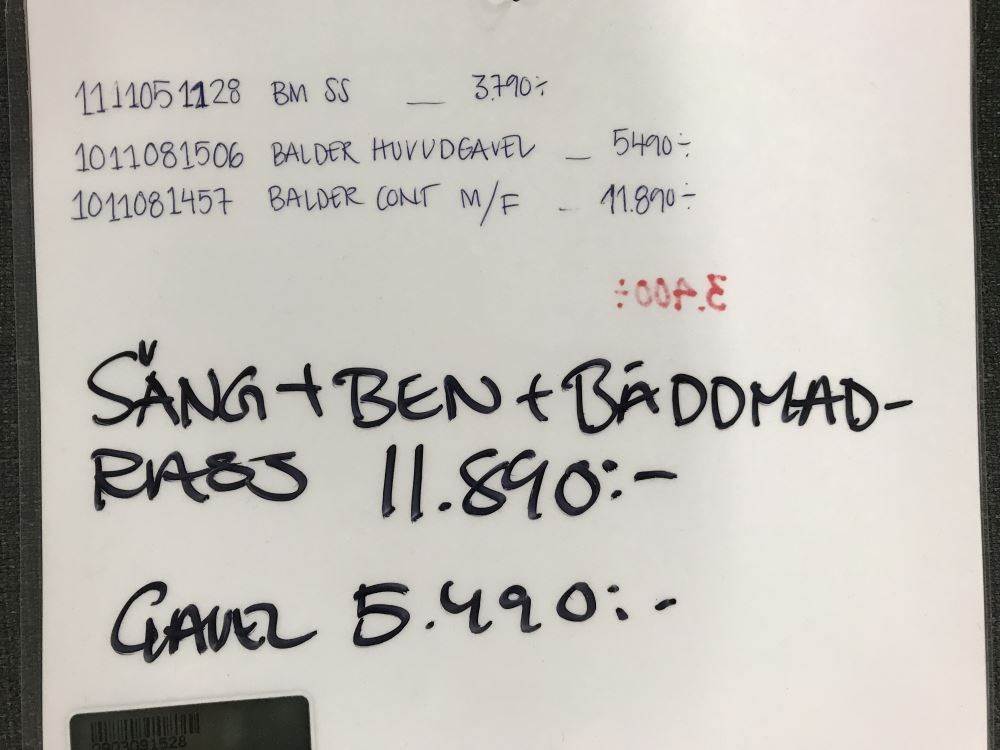 1111051128 BM SS — 3.790:-
1011081506 BALDER HUVUDGAVEL — 5490:-
1011081457 BALDER CONT M/F - 11.890:-
3.400:-
SÄNG + BEN + BÄDDMAD-
RASS 11.890:-
GAVEL 5.490:-
0903091528